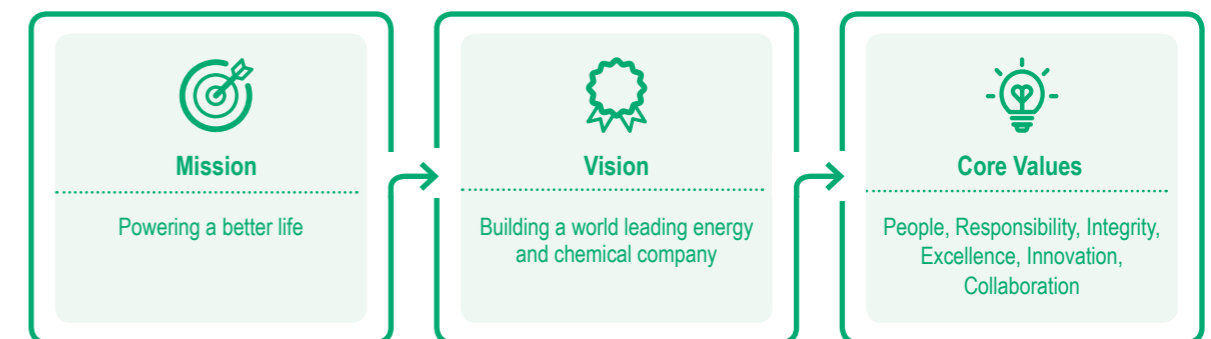 Mission
Powering a better life
Vision
Building a world leading energy
and chemical company
Core Values
People, Responsibility, Integrity,
Excellence, Innovation,
Collaboration